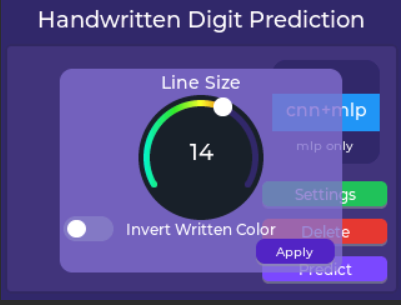 Handwritten Digit Prediction
Line Size
cnn+mlp
14
mlp only
Settings
Invert Written Color
Delete
Apply
Predict